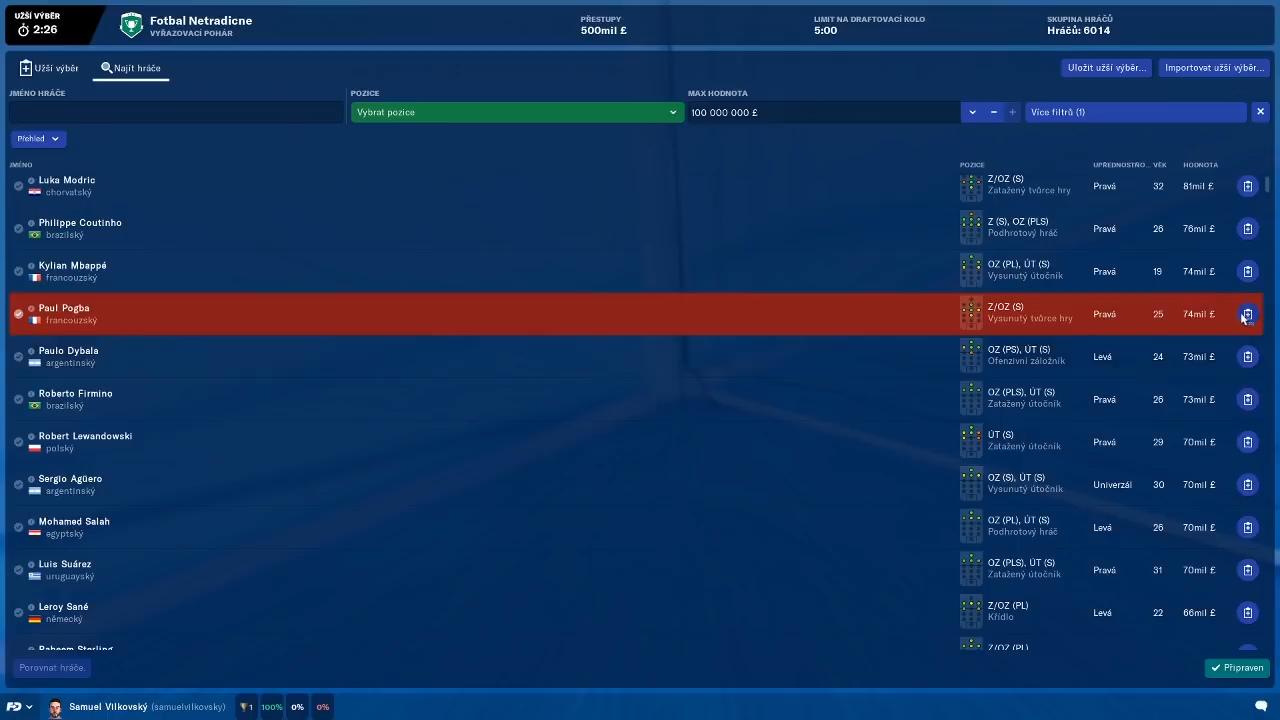 UŽŠÍ VÝBĚR
2:26
Fotbal Netradicne
VYŘAZOVACÍ POHÁR
PŘESTUPY
500mil £
LIMIT NA DRAFTOVACÍ KOLO
5:00
SKUPINA HRÁČŮ
Hráčů: 6014
Užší výběr
Najít hráče
Uložit užší výběr...
Importovat užší výběr...
JMÉNO HRÁČE
POZICE
MAX HODNOTA
Vybrat pozice
100 000 000 £
Více filtrů (1)
Přehled
JMÉNO
POZICE
UPŘEDNOSTŇO...
VĚK
HODNOTA
Luka Modric
chorvatský
Z/OZ (S)
Zatažený tvůrce hry
Pravá
32
81mil £
Philippe Coutinho
brazilský
Z (S), OZ (PLS)
Podhrotový hráč
Pravá
26
76mil £
Kylian Mbappé
francouzský
OZ (PL), ÚT (S)
Vysunutý útočník
Pravá
19
74mil £
Paul Pogba
francouzský
Z/OZ (S)
Vysunutý tvůrce hry
Pravá
25
74mil £
Paulo Dybala
argentinský
OZ (PS), ÚT (S)
Ofenzivní záložník
Levá
24
73mil £
Roberto Firmino
brazilský
OZ (PLS), ÚT (S)
Zatažený útočník
Pravá
26
73mil £
Robert Lewandowski
polský
ÚT (S)
Zatažený útočník
Pravá
29
70mil £
Sergio Agüero
argentinský
OZ (S), ÚT (S)
Vysunutý útočník
Univerzál
30
70mil £
Mohamed Salah
egyptský
OZ (PL), ÚT (S)
Podhrotový hráč
Levá
26
70mil £
Luis Suárez
uruguayský
OZ (PLS), ÚT (S)
Zatažený útočník
Pravá
31
70mil £
Leroy Sané
německý
Z/OZ (PL)
Křídlo
Levá
22
66mil £
Raheem Sterling
Z/OZ (PL)
Porovnat hráče.
Připraven
FD
Samuel Vilkovský (samuelvilkovsky)
1
100%
0%
0%